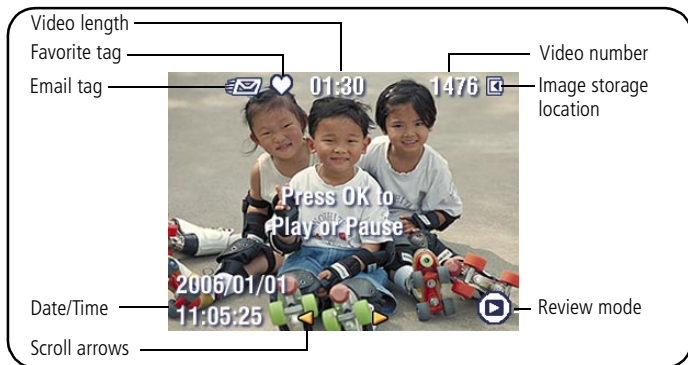 Video length
Favorite tag
Email tag
Video number
Image storage
location
01:30
1476
Press OK to
Play or Pause
2006/01/01
11:05:25
Date/Time
Scroll arrows
Review mode